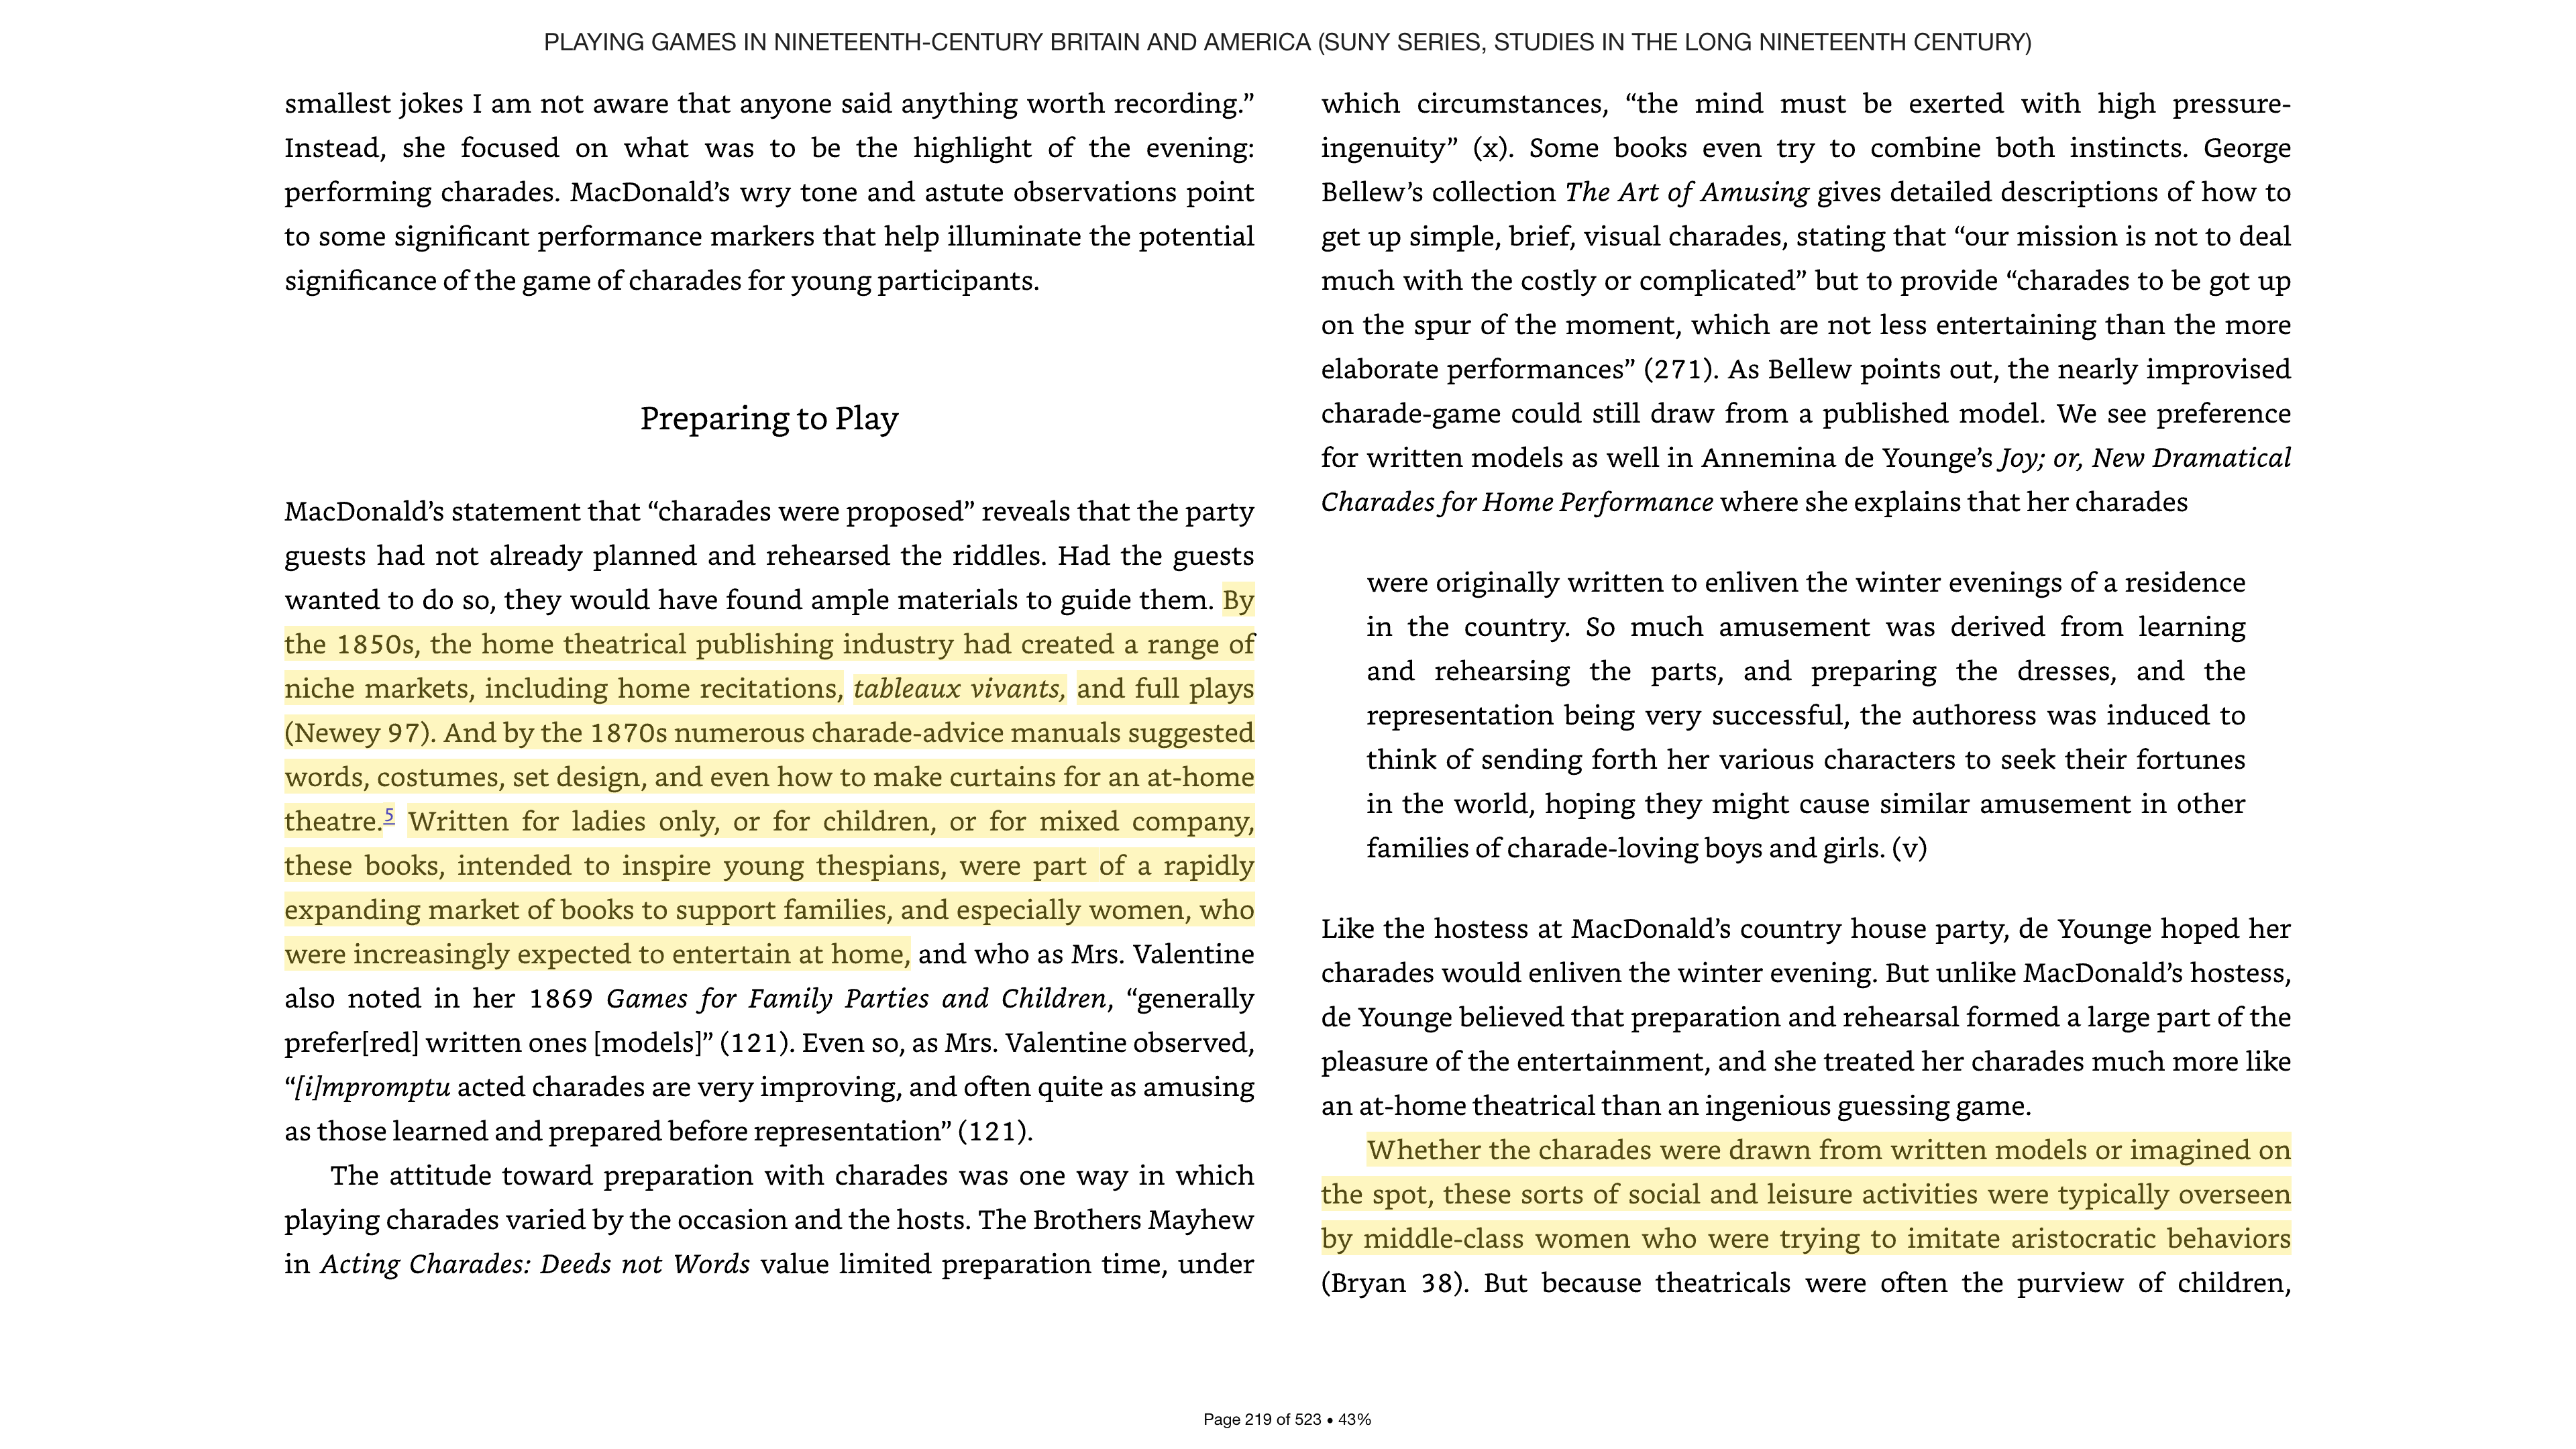 PLAYING GAMES IN NINETEENTH-CENTURY BRITAIN AND AMERICA (SUNY SERIES, STUDIES IN THE LONG NINETEENTH CENTURY)
smallest jokes I am not aware that anyone said anything worth recording.”
Instead, she focused on what was to be the highlight of the evening:
performing charades. MacDonald’s wry tone and astute observations point
to some significant performance markers that help illuminate the potential
significance of the game of charades for young participants.
Preparing to Play
MacDonald’s statement that “charades were proposed” reveals that the party
guests had not already planned and rehearsed the riddles. Had the guests
wanted to do so, they would have found ample materials to guide them. By
the 1850s, the home theatrical publishing industry had created a range of
niche markets, including home recitations, tableaux vivants, and full plays
(Newey 97). And by the 1870s numerous charade-advice manuals suggested
words, costumes, set design, and even how to make curtains for an at-home
theatre.5 Written for ladies only, or for children, or for mixed company,
these books, intended to inspire young thespians, were part of a rapidly
expanding market of books to support families, and especially women, who
were increasingly expected to entertain at home, and who as Mrs. Valentine
also noted in her 1869 Games for Family Parties and Children, “generally
prefer[red] written ones [models]” (121). Even so, as Mrs. Valentine observed,
“[i]mpromptu acted charades are very improving, and often quite as amusing
as those learned and prepared before representation” (121).
The attitude toward preparation with charades was one way in which
playing charades varied by the occasion and the hosts. The Brothers Mayhew
in Acting Charades: Deeds not Words value limited preparation time, under
which circumstances, “the mind must be exerted with high pressure-
ingenuity” (x). Some books even try to combine both instincts. George
Bellew’s collection The Art of Amusing gives detailed descriptions of how to
get up simple, brief, visual charades, stating that “our mission is not to deal
much with the costly or complicated” but to provide “charades to be got up
on the spur of the moment, which are not less entertaining than the more
elaborate performances” (271). As Bellew points out, the nearly improvised
charade-game could still draw from a published model. We see preference
for written models as well in Annemina de Younge’s Joy; or, New Dramatical
Charades for Home Performance where she explains that her charades
were originally written to enliven the winter evenings of a residence
in the country. So much amusement was derived from learning
and rehearsing the parts, and preparing the dresses, and the
representation being very successful, the authoress was induced to
think of sending forth her various characters to seek their fortunes
in the world, hoping they might cause similar amusement in other
families of charade-loving boys and girls. (v)
Like the hostess at MacDonald’s country house party, de Younge hoped her
charades would enliven the winter evening. But unlike MacDonald’s hostess,
de Younge believed that preparation and rehearsal formed a large part of the
pleasure of the entertainment, and she treated her charades much more like
an at-home theatrical than an ingenious guessing game.
Whether the charades were drawn from written models or imagined on
the spot, these sorts of social and leisure activities were typically overseen
by middle-class women who were trying to imitate aristocratic behaviors
(Bryan 38). But because theatricals were often the purview of children,
Page 219 of 523 • 43%